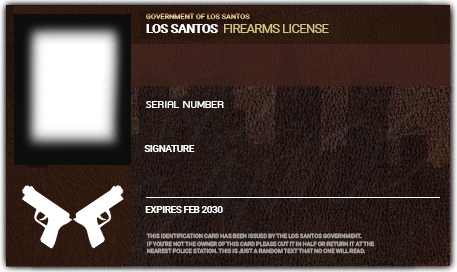 GOVERNMENT OF LOS SANTOS
LOS SANTOS FIREARMS LICENSE
SERIAL NUMBER
SIGNATURE
EXPIRES FEB 2030
THIS IDENTIFICATION CARD HAS BEEN ISSUED BY THE LOS SANTOS GOVERNMENT.
IF YOU'RE NOT THE OWNER OF THIS CARD PLEASE CUT IT IN HALF OR RETURN IT AT THE
NEAREST POLICE STATION. THIS IS JUST A RANDOM TEXT THAT NO ONE WILL READ.